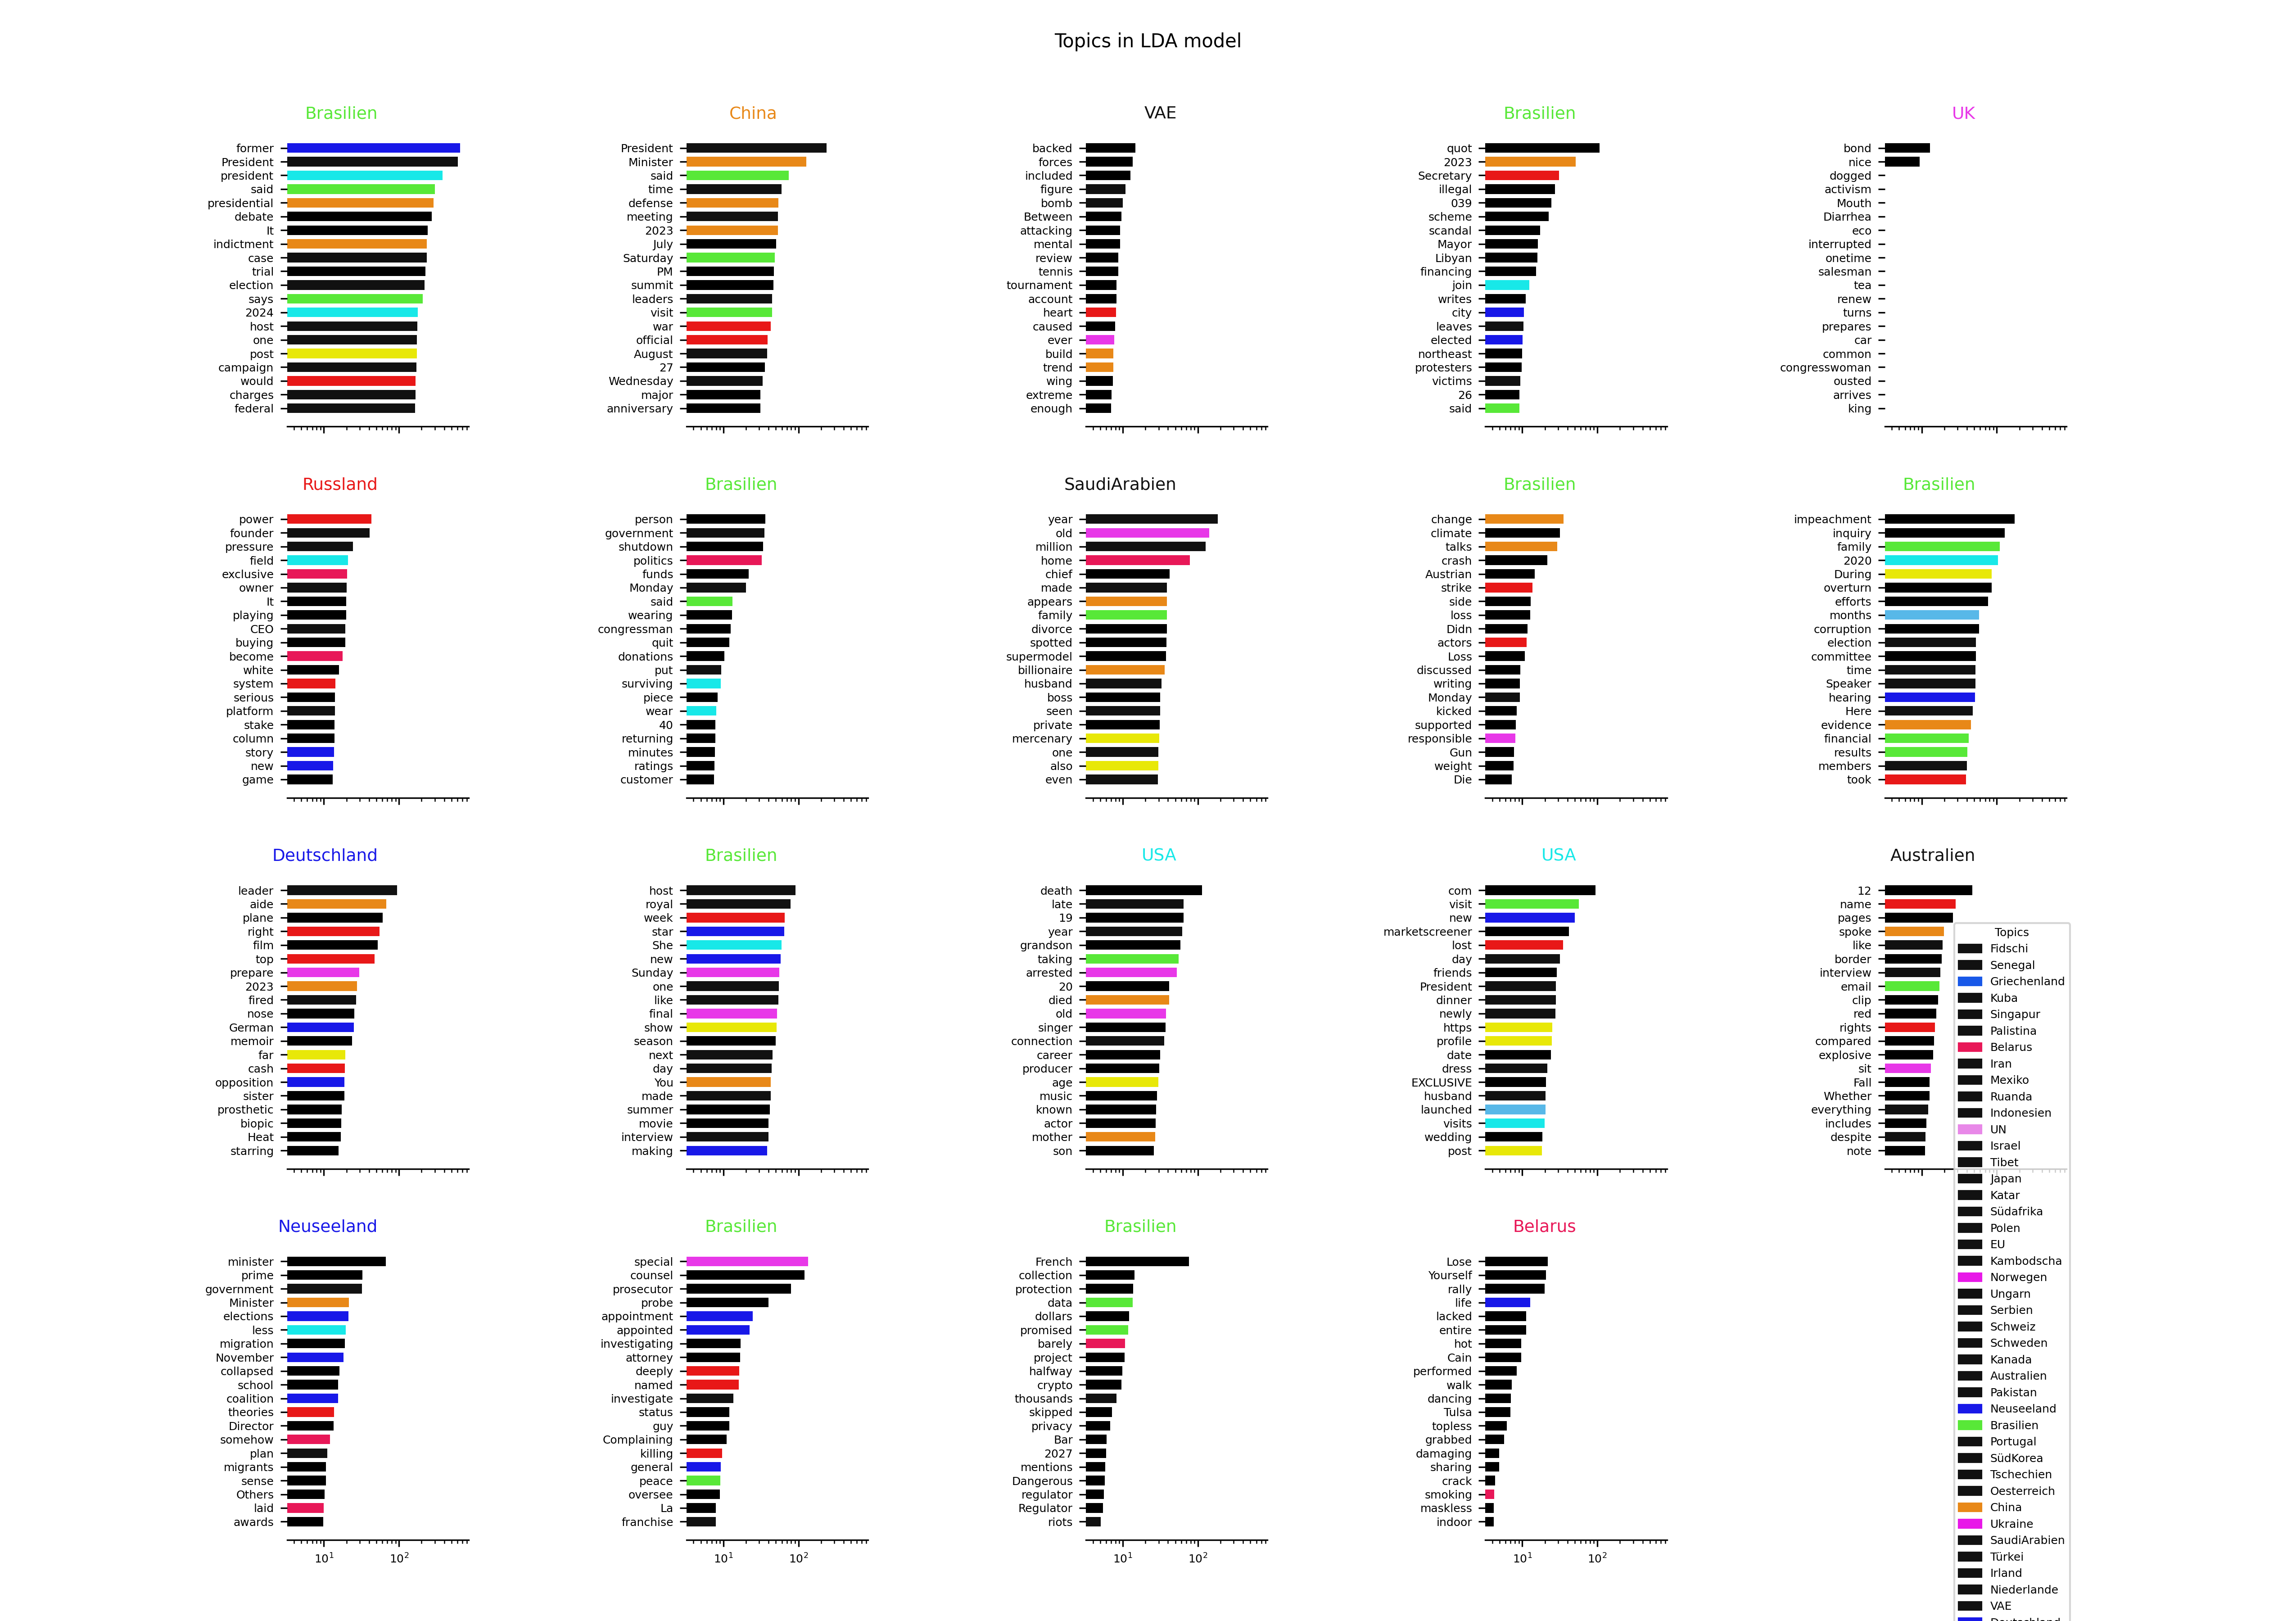 Topics in LDA model
Brasilien
former
President
president
said
presidential
debate
It
indictment
case
trial
election
says
2024
host
one
post
campaign
would
charges
federal
China
President
Minister
said
time
defense
meeting
2023
July
Saturday
PM
summit
leaders
visit
war
official
August
27
Wednesday
major
anniversary
VAE
backed
forces
included
figure
bomb
Between
attacking
mental
review
tennis
tournament
account
heart
caused
ever
build
trend
wing
extreme
enough
Brasilien
quot
2023
Secretary
illegal
039
scheme
scandal
Mayor
Libyan
financing
join
writes
city
leaves
elected
northeast
protesters
victims
26
said
UK
bond
nice
dogged
activism
Mouth
Diarrhea
eco
interrupted
onetime
salesman
tea
renew
turns
prepares
car
common
congresswoman
ousted
arrives
king
Russland
power
founder
pressure
field
exclusive
owner
It
playing
CEO
buying
become
white
system
serious
platform
stake
column
story
new
game
Brasilien
person
government
shutdown
politics
funds
Monday
said
wearing
congressman
quit
donations
put
surviving
piece
wear
40
returning
minutes
ratings
customer
SaudiArabien
year
old
million
home
chief
made
appears
family
divorce
spotted
supermodel
billionaire
husband
boss
seen
private
mercenary
one
also
even
Brasilien
change
climate
talks
crash
Austrian
strike
side
loss
Didn
actors
Loss
discussed
writing
Monday
kicked
supported
responsible
Gun
weight
Die
Brasilien
impeachment
inquiry
family
2020
During
overturn
efforts
months
corruption
election
committee
time
Speaker
hearing
Here
evidence
financial
results
members
took
Deutschland
leader
aide
plane
right
film
top
prepare
2023
fired
nose
German
memoir
far
cash
opposition
sister
prosthetic
biopic
Heat
starring
Brasilien
host
royal
week
star
She
new
Sunday
one
like
final
show
season
next
day
You
made
summer
movie
interview
making
USA
death
late
19
year
grandson
taking
arrested
20
died
old
singer
connection
career
producer
age
music
known
actor
mother
son
USA
com
visit
new
marketscreener
lost
day
friends
President
dinner
newly
https
profile
date
dress
EXCLUSIVE
husband
launched
visits
wedding
post
Australien
12
name
pages
spoke
like
border
interview
email
clip
red
rights
compared
explosive
sit
Fall
Whether
everything
includes
despite
note
Neuseeland
minister
prime
government
Minister
elections
less
migration
November
collapsed
school
coalition
theories
Director
somehow
plan
migrants
sense
Others
laid
awards
10¹ 10²
Brasilien
special
counsel
prosecutor
probe
appointment
appointed
investigating
attorney
deeply
named
investigate
status
guy
Complaining
killing
general
peace
oversee
La
franchise
10¹ 10²
Brasilien
French
collection
protection
data
dollars
promised
barely
project
halfway
crypto
thousands
skipped
privacy
Bar
2027
mentions
Dangerous
regulator
Regulator
riots
10¹ 10²
Belarus
Lose
Yourself
rally
life
lacked
entire
hot
Cain
performed
walk
dancing
Tulsa
topless
grabbed
damaging
sharing
crack
smoking
maskless
indoor
10¹ 10²
Topics
Fidschi
Senegal
Griechenland
Kuba
Singapur
Palistina
Belarus
Iran
Mexiko
Ruanda
Indonesien
UN
Israel
Tibet
Japan
Katar
Südafrika
Polen
EU
Kambodscha
Norwegen
Ungarn
Serbien
Schweiz
Schweden
Kanada
Australien
Pakistan
Neuseeland
Brasilien
Portugal
SüdKorea
Tschechien
Oesterreich
China
Ukraine
SaudiArabien
Türkei
Irland
Niederlande
VAE